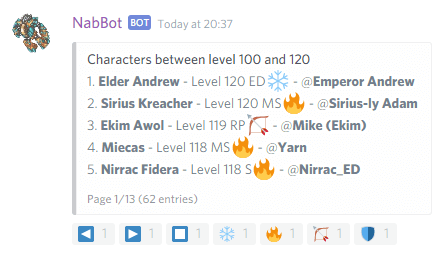 NabBot BOT Today at 20:37
Characters between level 100 and 120
1. Elder Andrew - Level 120 ED❄ - @Emperor Andrew
2. Sirius Kreacher - Level 120 MS🔥 - @Sirius-ly Adam
3. Ekim Awol - Level 119 RP🏹 - @Mike (Ekim)
4. Miecas - Level 118 MS🔥 - @Yarn
5. Nirrac Fidera - Level 118 S🔥 - @Nirrac_ED
Page 1/13 (62 entries)
◀ 1 ▶ 1 ⏹ 1 ❄ 1 🔥 1 🏹 1 🛡 1